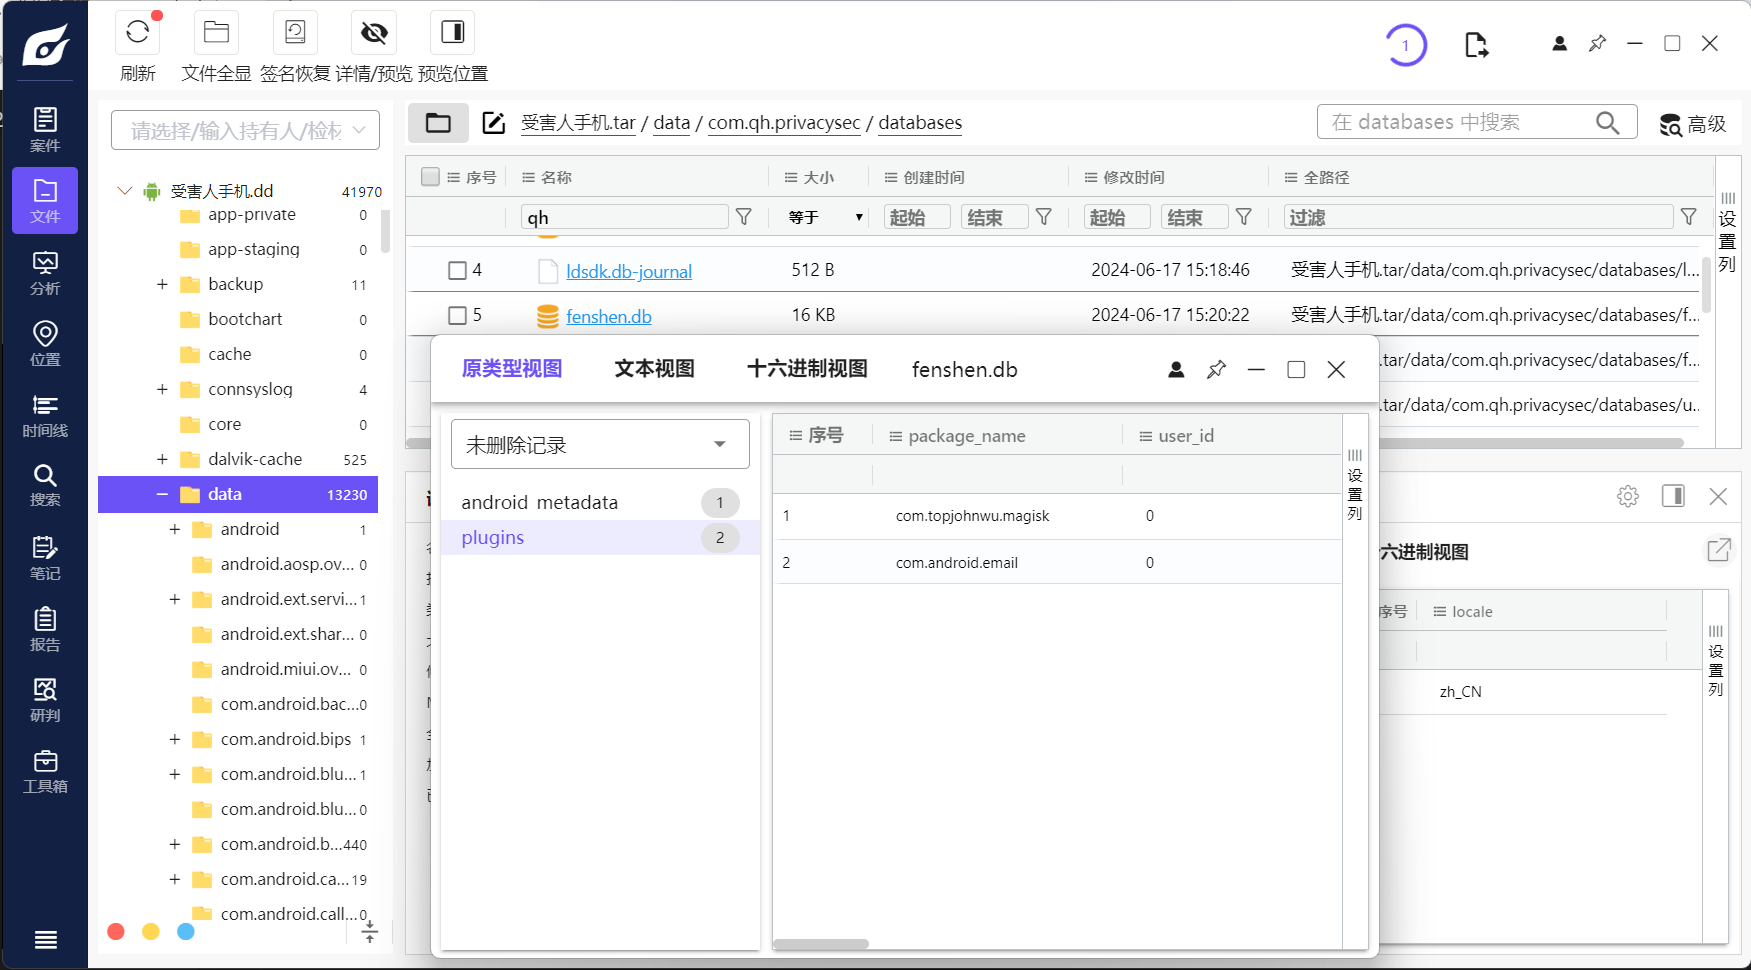 刷新
文件全显
签名恢复
详情/预览
预览位置
1
案件
文件
分析
位置
时间线
搜索
笔记
报告
研判
工具箱
请选择/输入持有人/检材
受害人手机.dd 41970
app-private 0
app-staging 0
+ backup 11
bootchart 0
cache 0
+ connsyslog 4
core 0
+ dalvik-cache 525
− data 13230
+ android 1
android.aosp.ov... 0
+ android.ext.servi... 1
android.ext.shar... 0
android.miui.ov... 0
com.android.bac...0
+ com.android.bips 1
+ com.android.blu... 1
com.android.blu... 0
+ com.android.b...440
+ com.android.ca... 19
com.android.call...0
受害人手机.tar / data / com.qh.privacysec / databases
在 databases 中搜索
高级
序号 名称 大小 创建时间 修改时间 全路径
qh 等于 起始 结束 起始 结束 过滤
设置列
4 ldsdk.db-journal 512 B 2024-06-17 15:18:46 受害人手机.tar/data/com.qh.privacysec/databases/l...
5 fenshen.db 16 KB 2024-06-17 15:20:22 受害人手机.tar/data/com.qh.privacysec/databases/f...
.tar/data/com.qh.privacysec/databases/f...
.tar/data/com.qh.privacysec/databases/u...
原类型视图 文本视图 十六进制视图 fenshen.db
未删除记录
android_metadata 1
plugins 2
序号 package_name user_id
1 com.topjohnwu.magisk 0
2 com.android.email 0
设置列
六进制视图
序号 locale
zh_CN
设置列